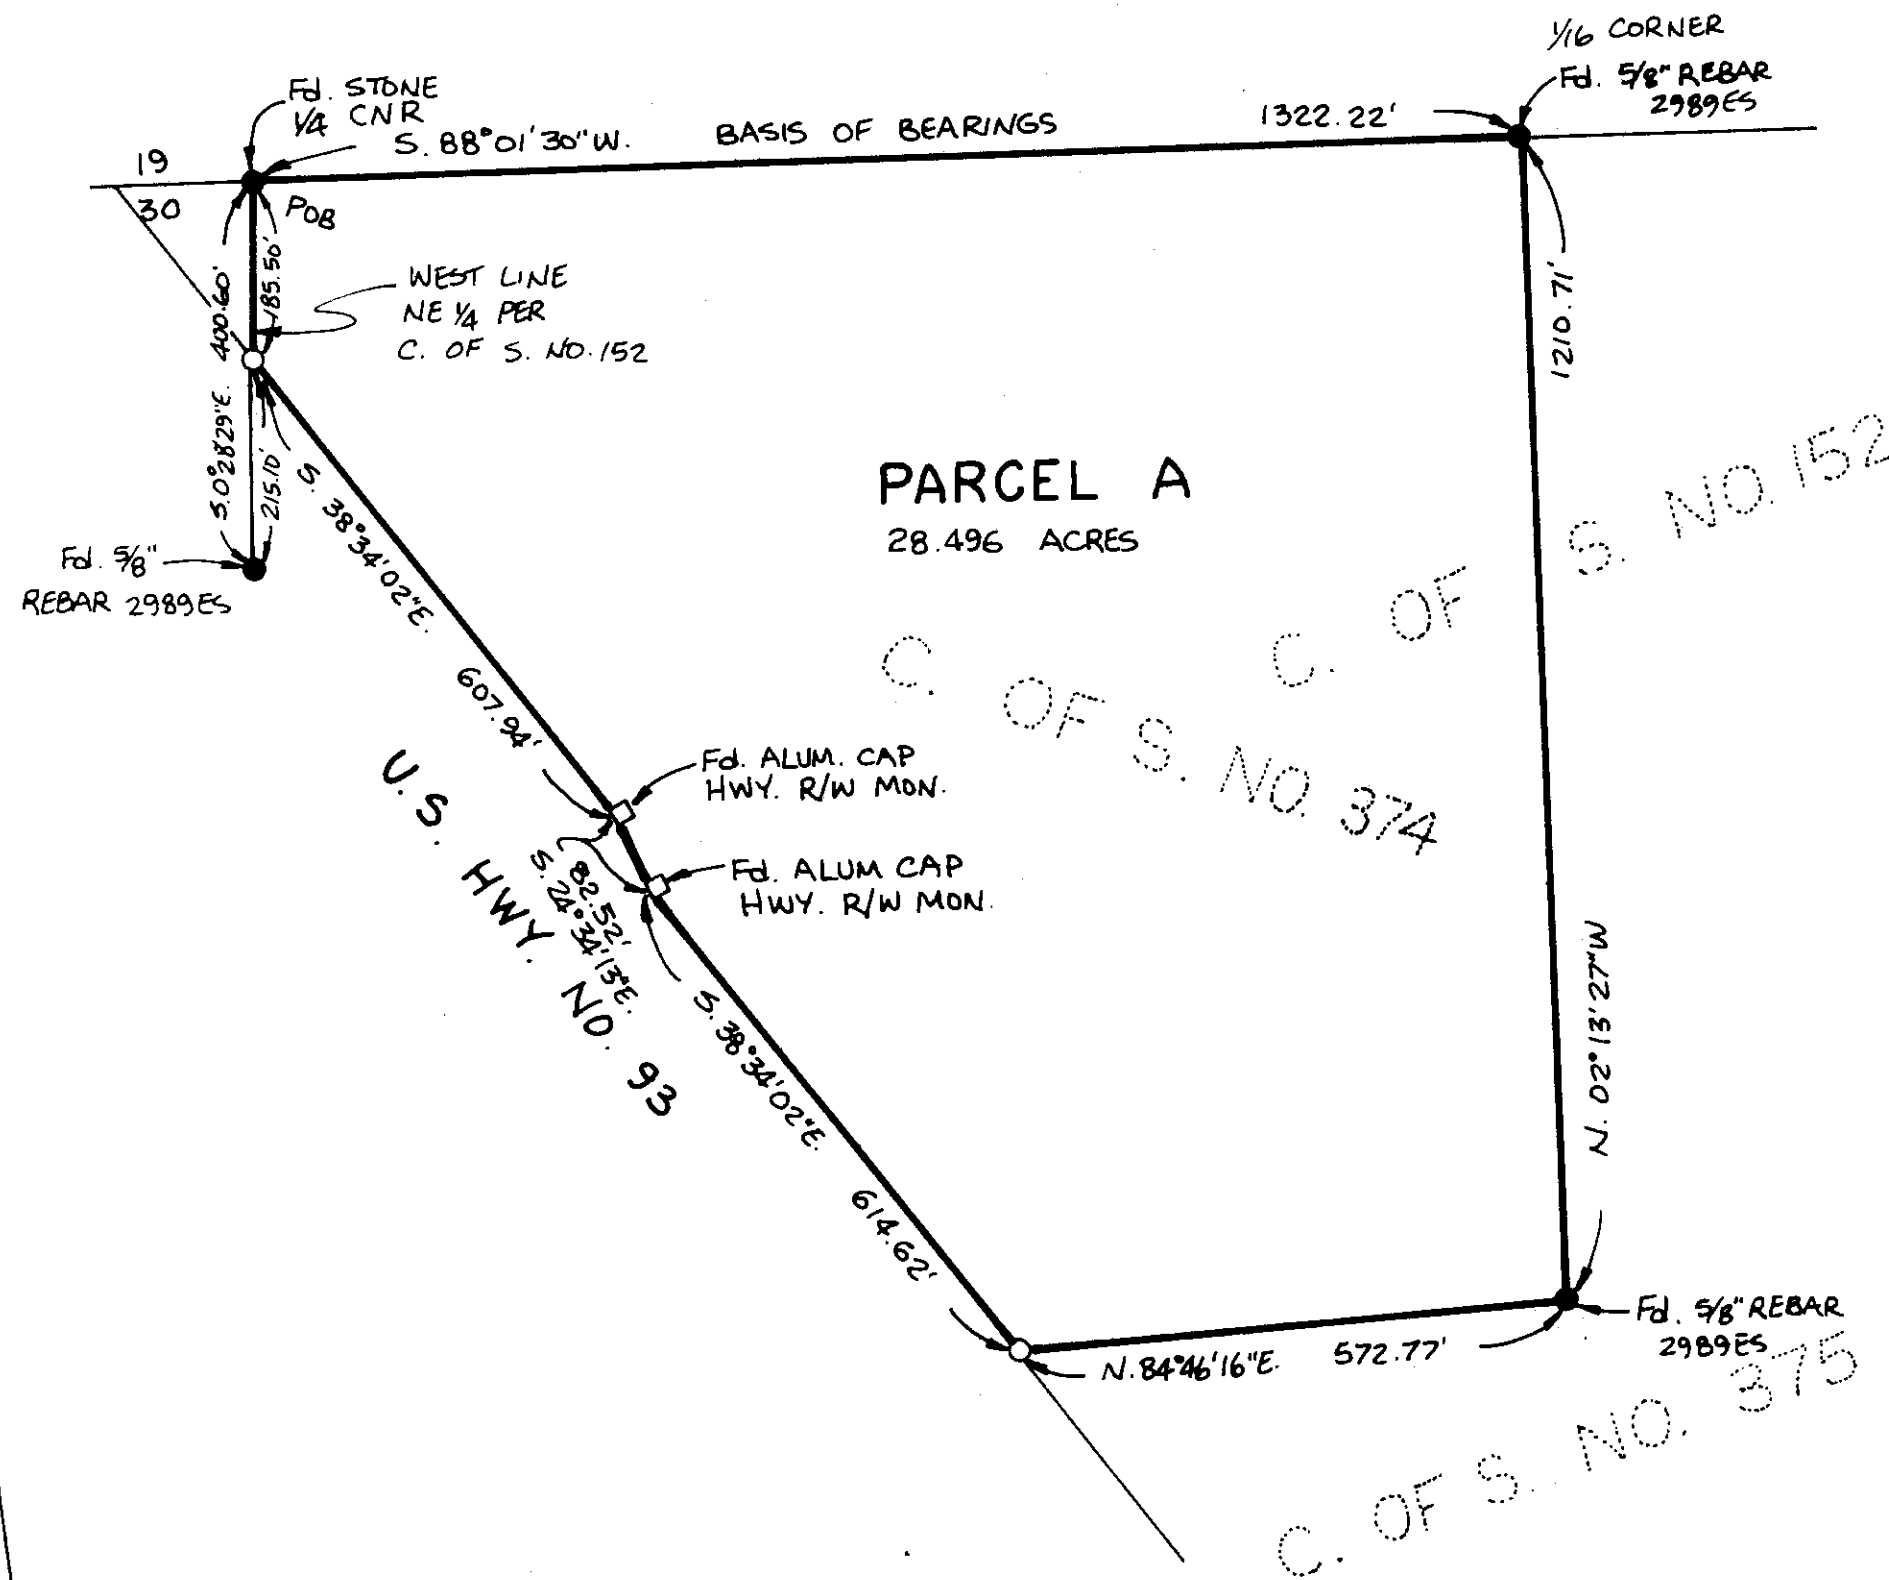 1/16 CORNER
Fd. 5/8" REBAR
2989ES
Fd. STONE
1/4 CNR
S. 88°01'30"W.
BASIS OF BEARINGS
1322.22'
19
30
POB
185.50'
S.0°28'29"E. 400.60'
WEST LINE
NE 1/4 PER
C. OF S. NO. 152
215.10'
Fd. 5/8"
REBAR 2989ES
1210.71'
N. 02°13'27"W
PARCEL A
28.496 ACRES
C. OF S. NO. 152
C. OF S. NO. 374
S. 38°34'02"E.
607.94'
Fd. ALUM. CAP
HWY. R/W MON.
82.52'
S. 24°34'13"E.
Fd. ALUM CAP
HWY. R/W MON.
U.S. HWY. NO. 93
S. 38°34'02"E.
614.62'
N. 84°46'16"E.
572.77'
Fd. 5/8" REBAR
2989ES
C. OF S. NO. 375